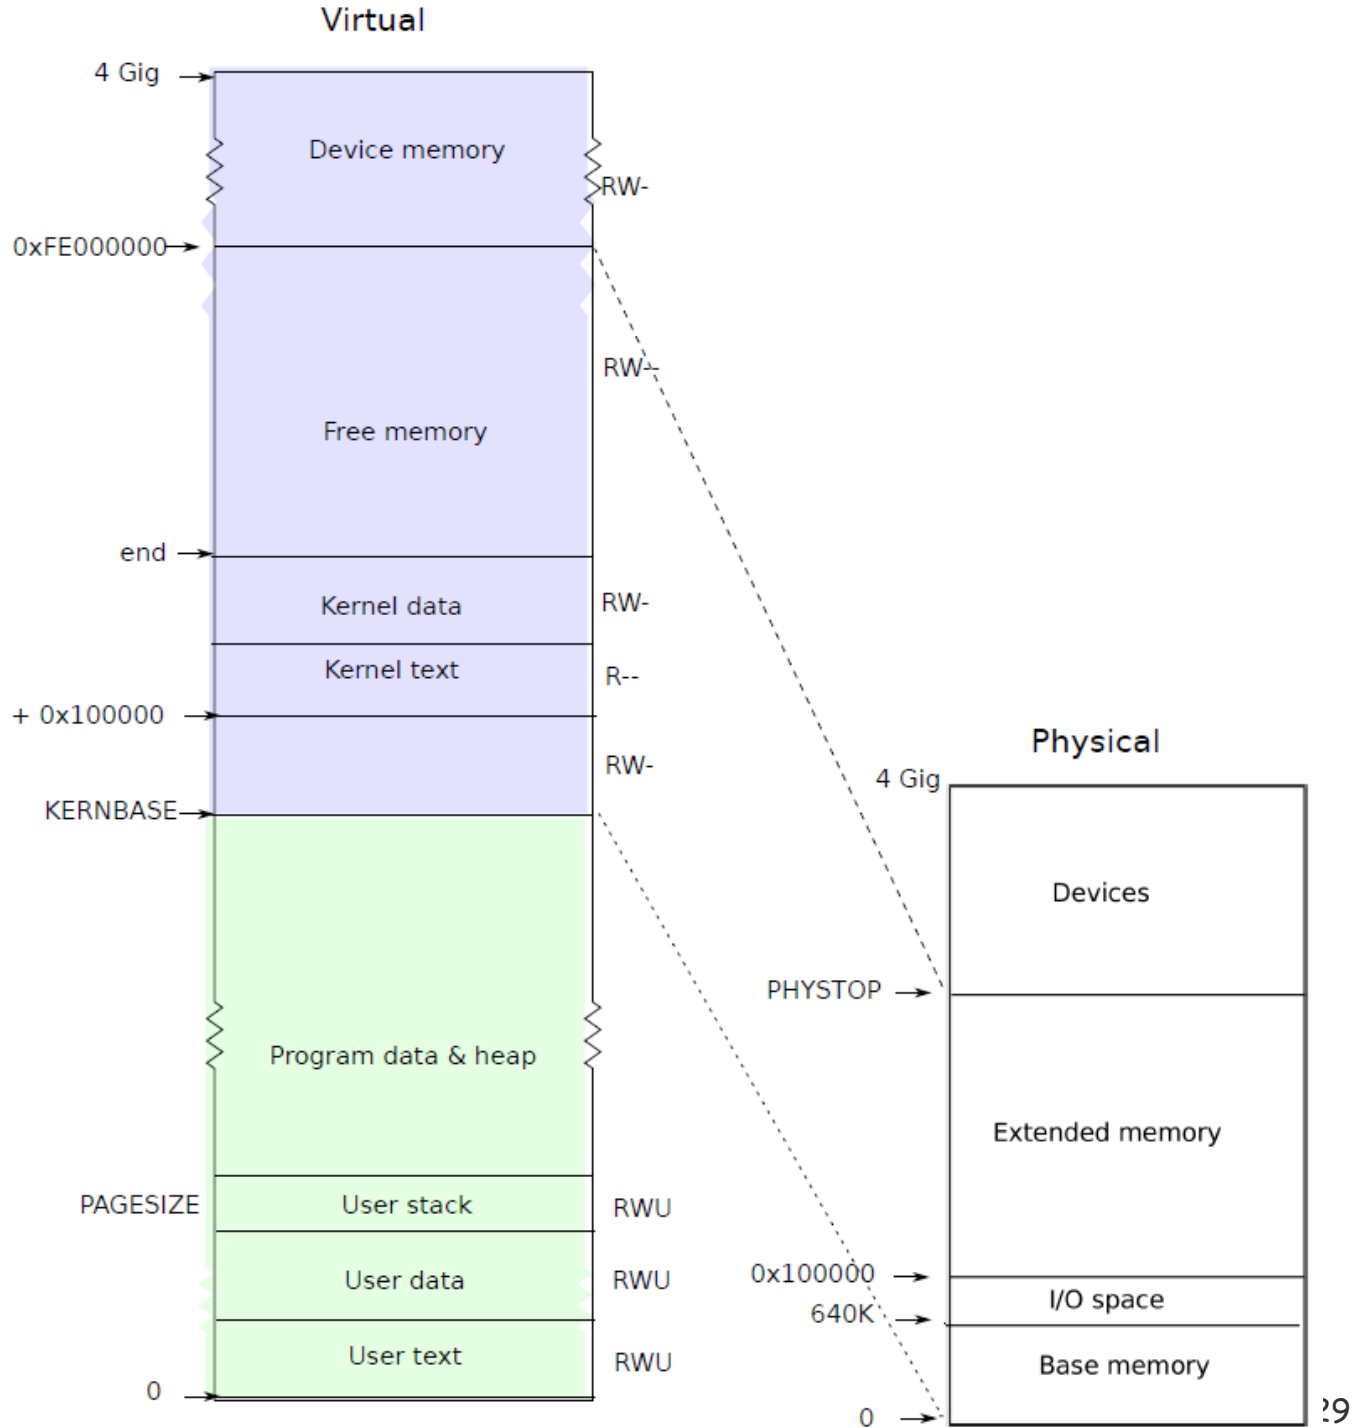 Virtual
4 Gig
Device memory
RW-
0xFE000000
RW--
Free memory
end
Kernel data
RW-
Kernel text
R--
+ 0x100000
RW-
KERNBASE
Program data & heap
PAGESIZE
User stack
RWU
User data
RWU
User text
RWU
0
Physical
4 Gig
Devices
PHYSTOP
Extended memory
0x100000
I/O space
640K
Base memory
0